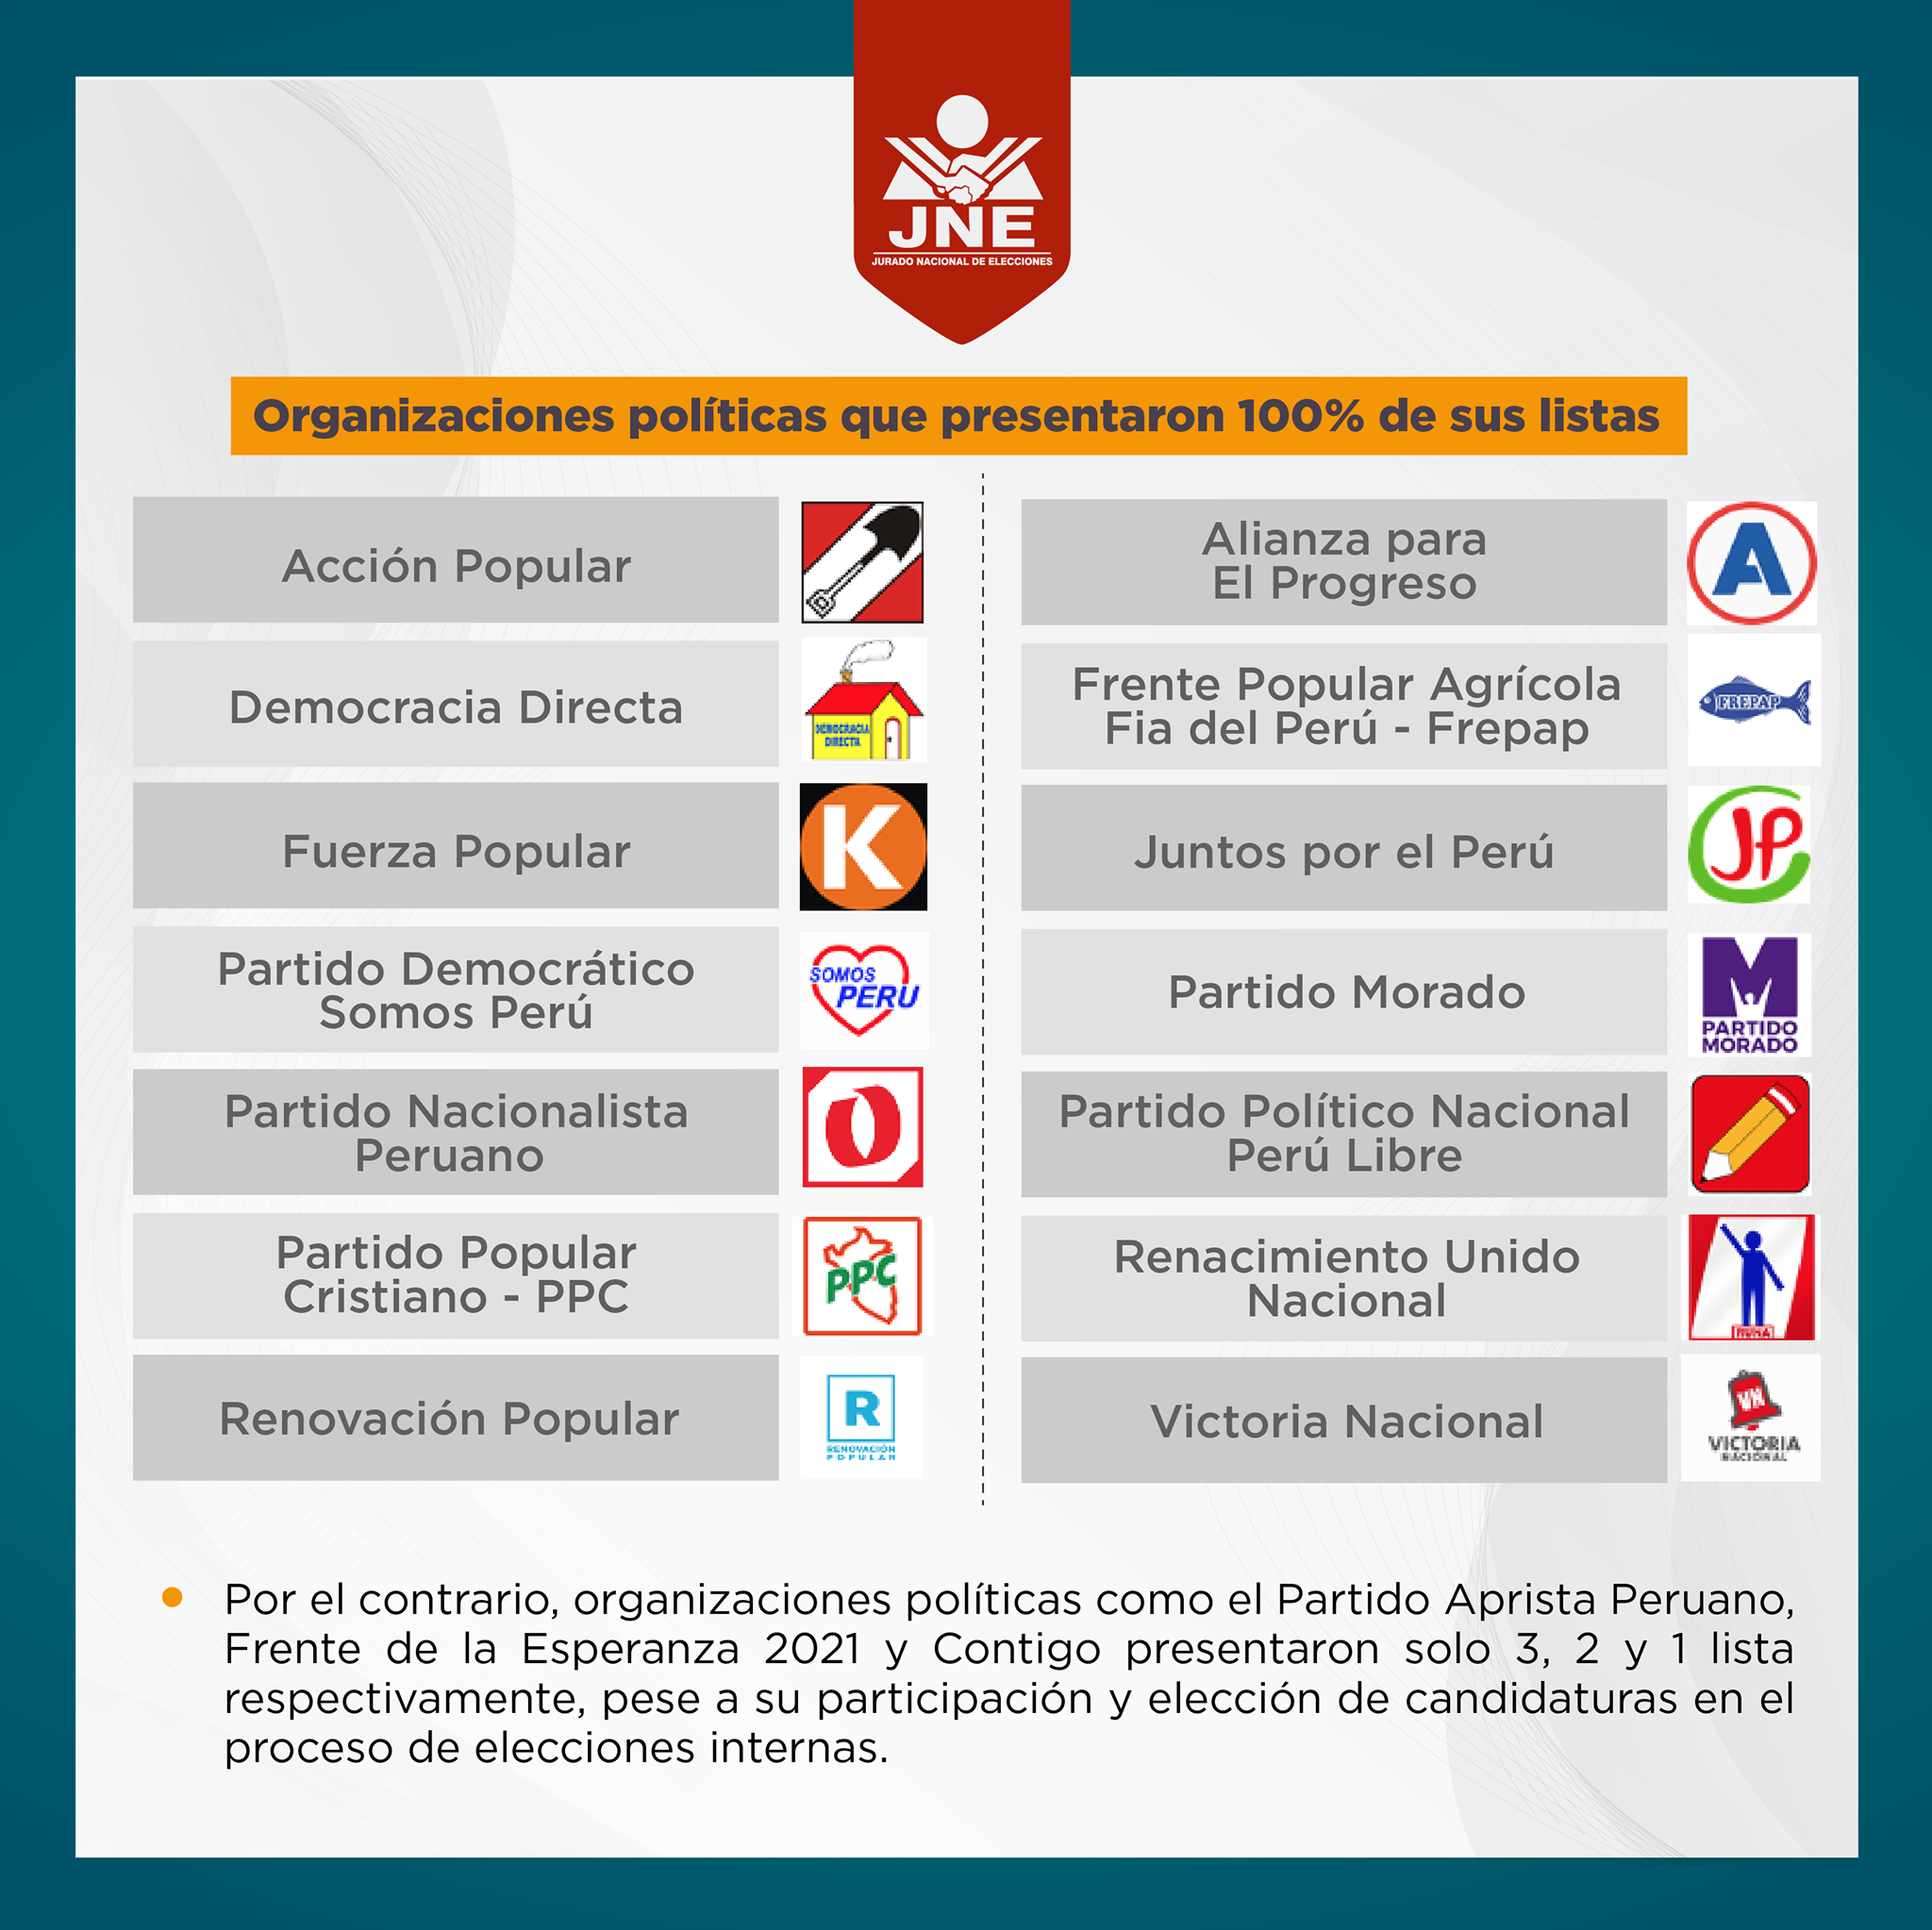 JNE
JURADO NACIONAL DE ELECCIONES
Organizaciones políticas que presentaron 100% de sus listas
Acción Popular
Democracia Directa
DEMOCRACIA
DIRECTA
Fuerza Popular
K
Partido Democrático
Somos Perú
SOMOS
PERU
Partido Nacionalista
Peruano
Partido Popular
Cristiano - PPC
PPC
Renovación Popular
R
RENOVACIÓN
POPULAR
Alianza para
El Progreso
A
Frente Popular Agrícola
Fia del Perú - Frepap
FREPAP
Juntos por el Perú
JP
Partido Morado
M
PARTIDO
MORADO
Partido Político Nacional
Perú Libre
Renacimiento Unido
Nacional
RUNA
Victoria Nacional
VN
VICTORIA
NACIONAL
Por el contrario, organizaciones políticas como el Partido Aprista Peruano,
Frente de la Esperanza 2021 y Contigo presentaron solo 3, 2 y 1 lista
respectivamente, pese a su participación y elección de candidaturas en el
proceso de elecciones internas.